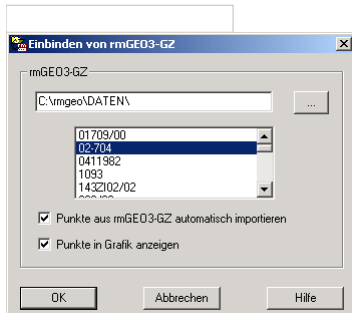 Einbinden von rmGEO3-GZ
rmGEO3-GZ
C:\rmgeo\DATEN\
...
01709/00
02-704
0411982
1093
143ZI02/02
Punkte aus rmGEO3-GZ automatisch importieren
Punkte in Grafik anzeigen
OK
Abbrechen
Hilfe